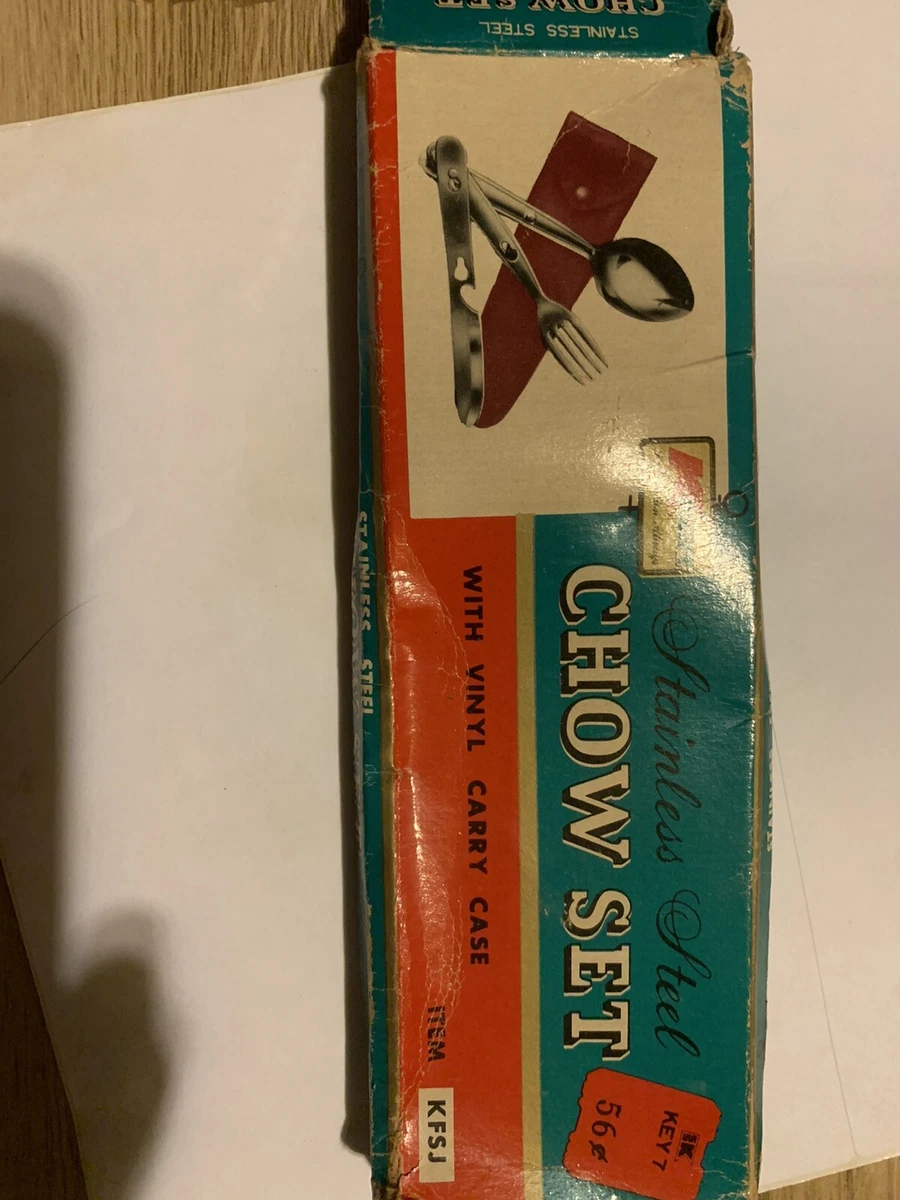 CHOW SET
STAINLESS STEEL
Stainless Steel
CHOW SET
WITH VINYL CARRY CASE
ITEM KFSJ
SK
KEY 7
56¢
STAINLESS STEEL